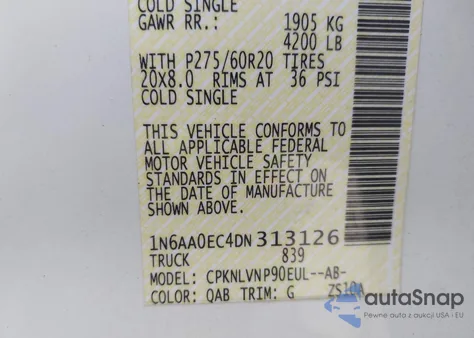 COLD SINGLE
GAWR RR.: 1905 KG
4200 LB
WITH P275/60R20 TIRES
20x8.0 RIMS AT 36 PSI
COLD SINGLE
THIS VEHICLE CONFORMS TO
ALL APPLICABLE FEDERAL
MOTOR VEHICLE SAFETY
STANDARDS IN EFFECT ON
THE DATE OF MANUFACTURE
SHOWN ABOVE.
1N6AA0EC4DN313126
TRUCK 839
MODEL: CPKNLVNP90EUL--AB-
COLOR: QAB TRIM: G ZS10A
autoSnap
Pewne auta z aukcji USA i EU